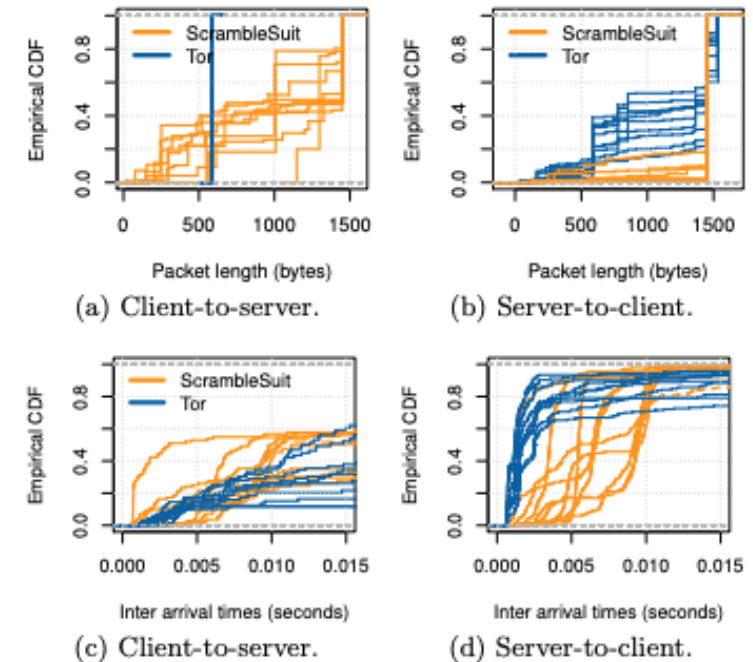 ScrambleSuit
Tor
Empirical CDF
0.0 0.4 0.8
0 500 1000 1500
Packet length (bytes)
(a) Client-to-server.
ScrambleSuit
Tor
Empirical CDF
0.0 0.4 0.8
0 500 1000 1500
Packet length (bytes)
(b) Server-to-client.
ScrambleSuit
Tor
Empirical CDF
0.0 0.4 0.8
0.000 0.005 0.010 0.015
Inter arrival times (seconds)
(c) Client-to-server.
Empirical CDF
0.0 0.4 0.8
0.000 0.005 0.010 0.015
Inter arrival times (seconds)
(d) Server-to-client.